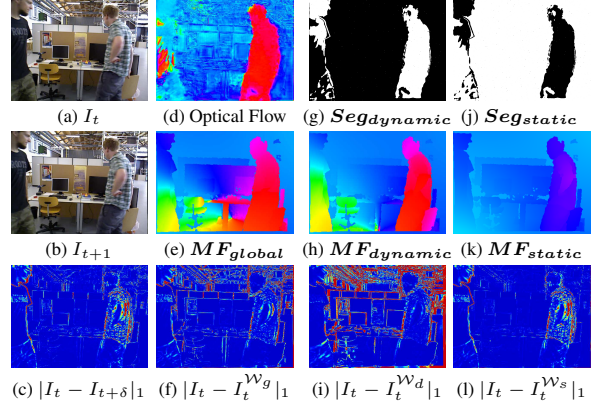 (a) I_t
(d) Optical Flow
(g) Seg_dynamic
(j) Seg_static
(b) I_{t+1}
(e) MF_global
(h) MF_dynamic
(k) MF_static
(c) |I_t − I_{t+δ}|_1
(f) |I_t − I_t^{𝒲_g}|_1
(i) |I_t − I_t^{𝒲_d}|_1
(l) |I_t − I_t^{𝒲_s}|_1